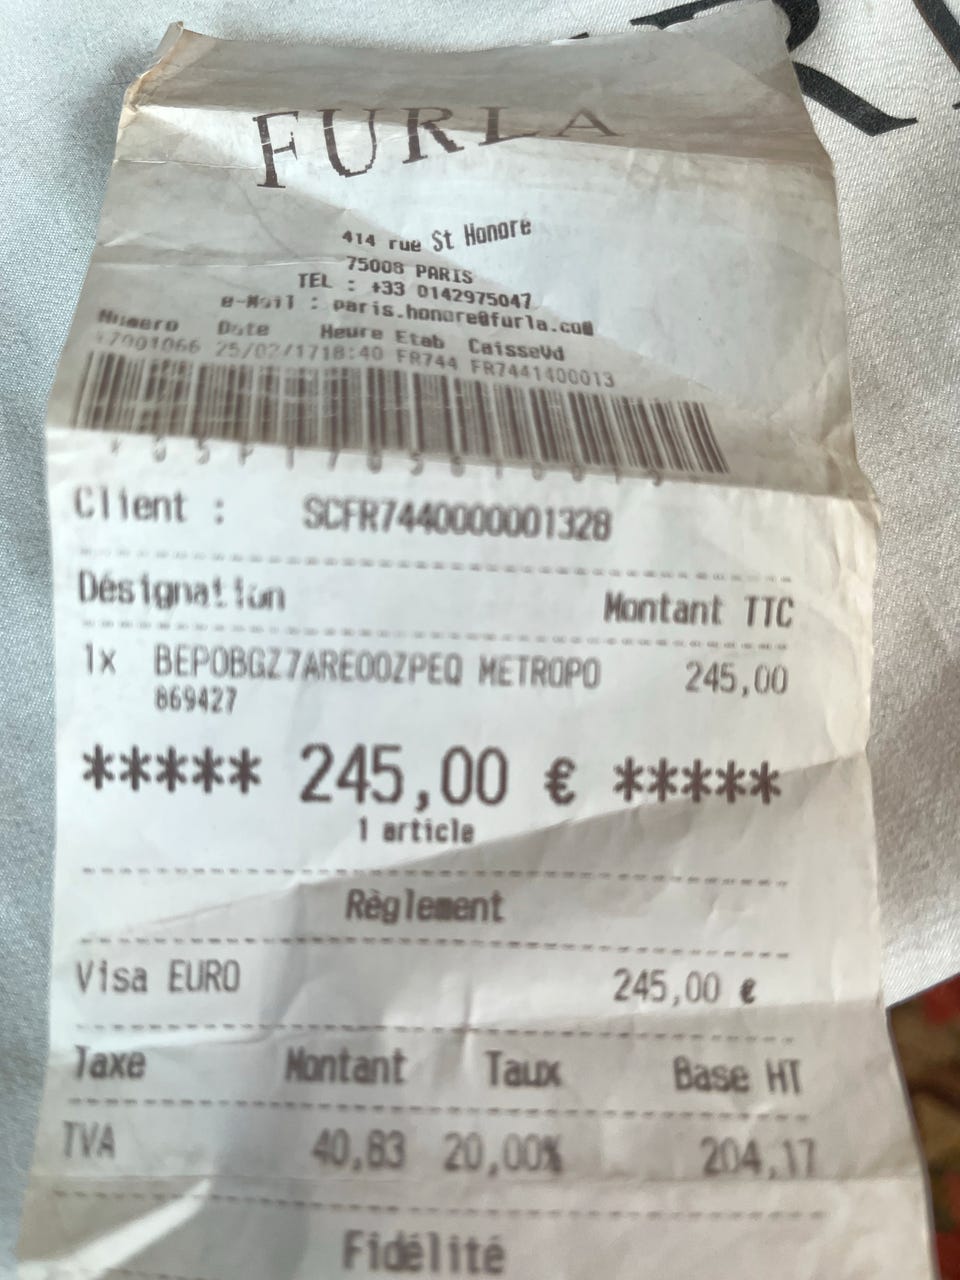 FURLA
414 rue St Honoré
75008 PARIS
TEL : +33 0142975047
e-Mail : paris.honore@furla.com
Numero Date Heure Etab CaisseVd
47001066 25/02/1718:40 FR744 FR7441400013
Client : SCFR7440000001328
Désignation Montant TTC
1x BEPOBGZ7ARE00ZPEQ METROPO 245,00
869427
***** 245,00 € *****
1 article
Règlement
Visa EURO 245,00 €
Taxe Montant Taux Base HT
TVA 40,83 20,00% 204,17
Fidélité